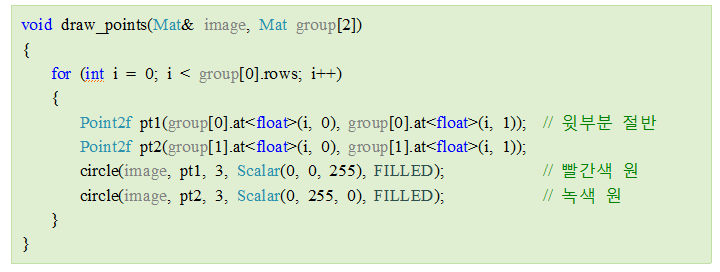 void draw_points(Mat& image, Mat group[2])
{
for (int i = 0; i < group[0].rows; i++)
{
Point2f pt1(group[0].at<float>(i, 0), group[0].at<float>(i, 1)); // 윗부분 절반
Point2f pt2(group[1].at<float>(i, 0), group[1].at<float>(i, 1));
circle(image, pt1, 3, Scalar(0, 0, 255), FILLED); // 빨간색 원
circle(image, pt2, 3, Scalar(0, 255, 0), FILLED); // 녹색 원
}
}